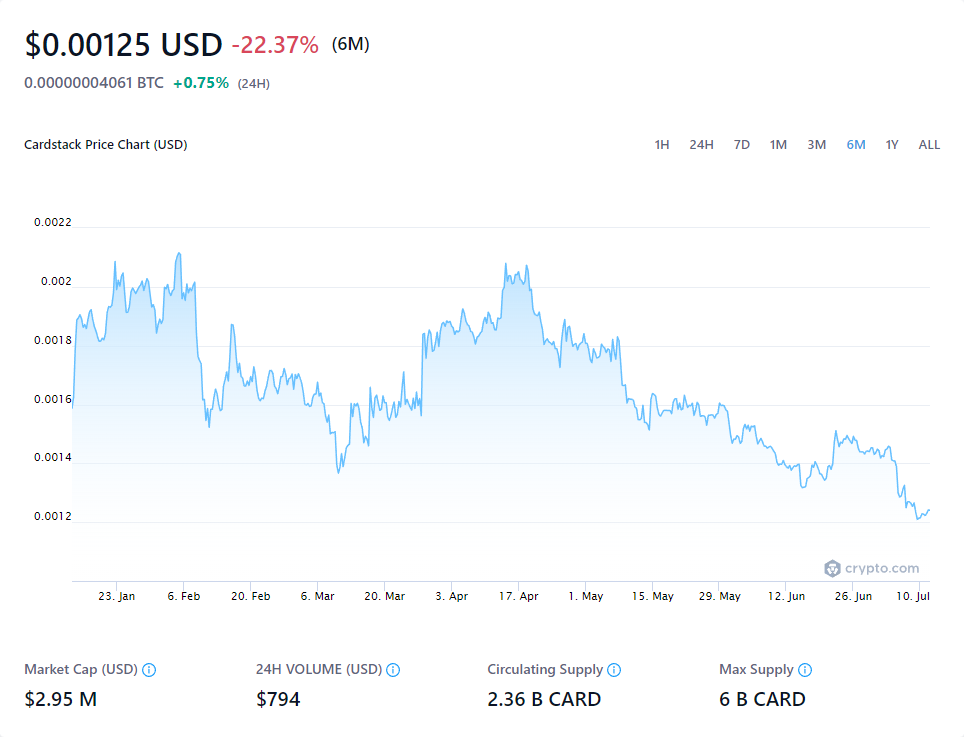 $0.00125 USD -22.37% (6M)
0.00000004061 BTC +0.75% (24H)
Cardstack Price Chart (USD)
1H 24H 7D 1M 3M 6M 1Y ALL
0.0022
0.002
0.0018
0.0016
0.0014
0.0012
crypto.com
23. Jan 6. Feb 20. Feb 6. Mar 20. Mar 3. Apr 17. Apr 1. May 15. May 29. May 12. Jun 26. Jun 10. Jul
Market Cap (USD) 24H VOLUME (USD) Circulating Supply Max Supply
$2.95 M $794 2.36 B CARD 6 B CARD